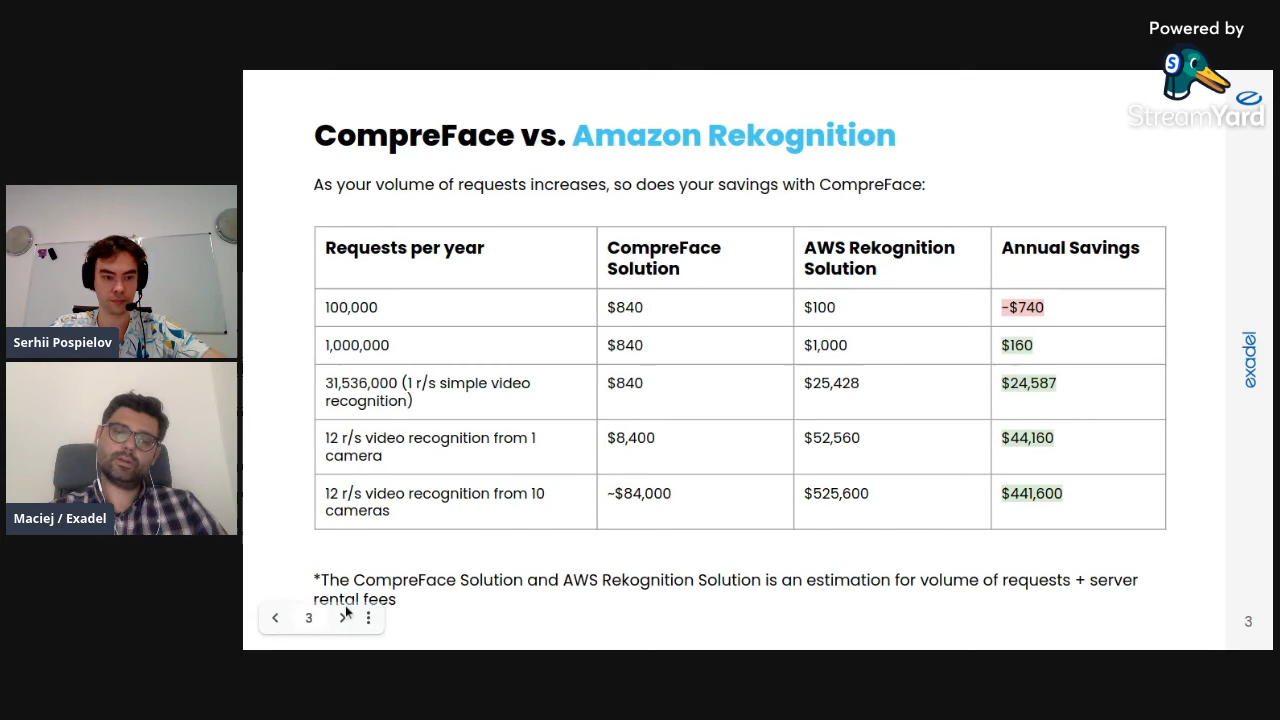 Powered by
StreamYard
CompreFace vs. Amazon Rekognition
As your volume of requests increases, so does your savings with CompreFace:
Requests per year
CompreFace
Solution
AWS Rekognition
Solution
Annual Savings
100,000
$840
$100
-$740
1,000,000
$840
$1,000
$160
31,536,000 (1 r/s simple video
recognition)
$840
$25,428
$24,587
12 r/s video recognition from 1
camera
$8,400
$52,560
$44,160
12 r/s video recognition from 10
cameras
~$84,000
$525,600
$441,600
*The CompreFace Solution and AWS Rekognition Solution is an estimation for volume of requests + server
rental fees
3
3
exadel
Serhii Pospielov
Maciej / Exadel